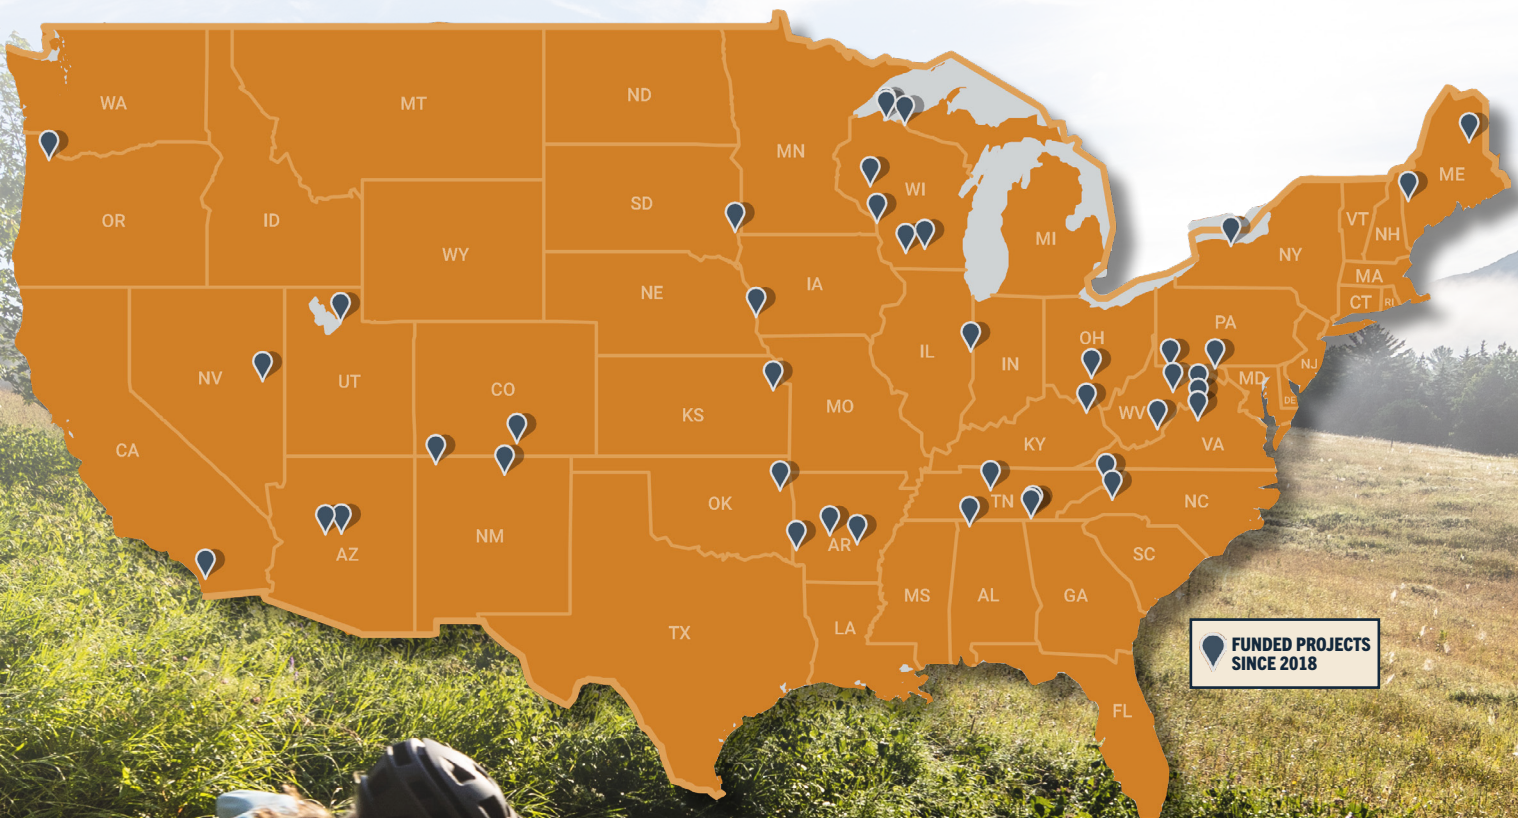 WA
MT
ND
MN
OR
ID
SD
WI
MI
ME
VT
NH
NY
MA
CT
RI
WY
NE
IA
PA
NJ
NV
UT
CO
IL
IN
OH
MD
DE
KS
MO
WV
VA
CA
KY
OK
TN
NC
AZ
NM
AR
SC
TX
LA
MS
AL
GA
FL
FUNDED PROJECTS
SINCE 2018